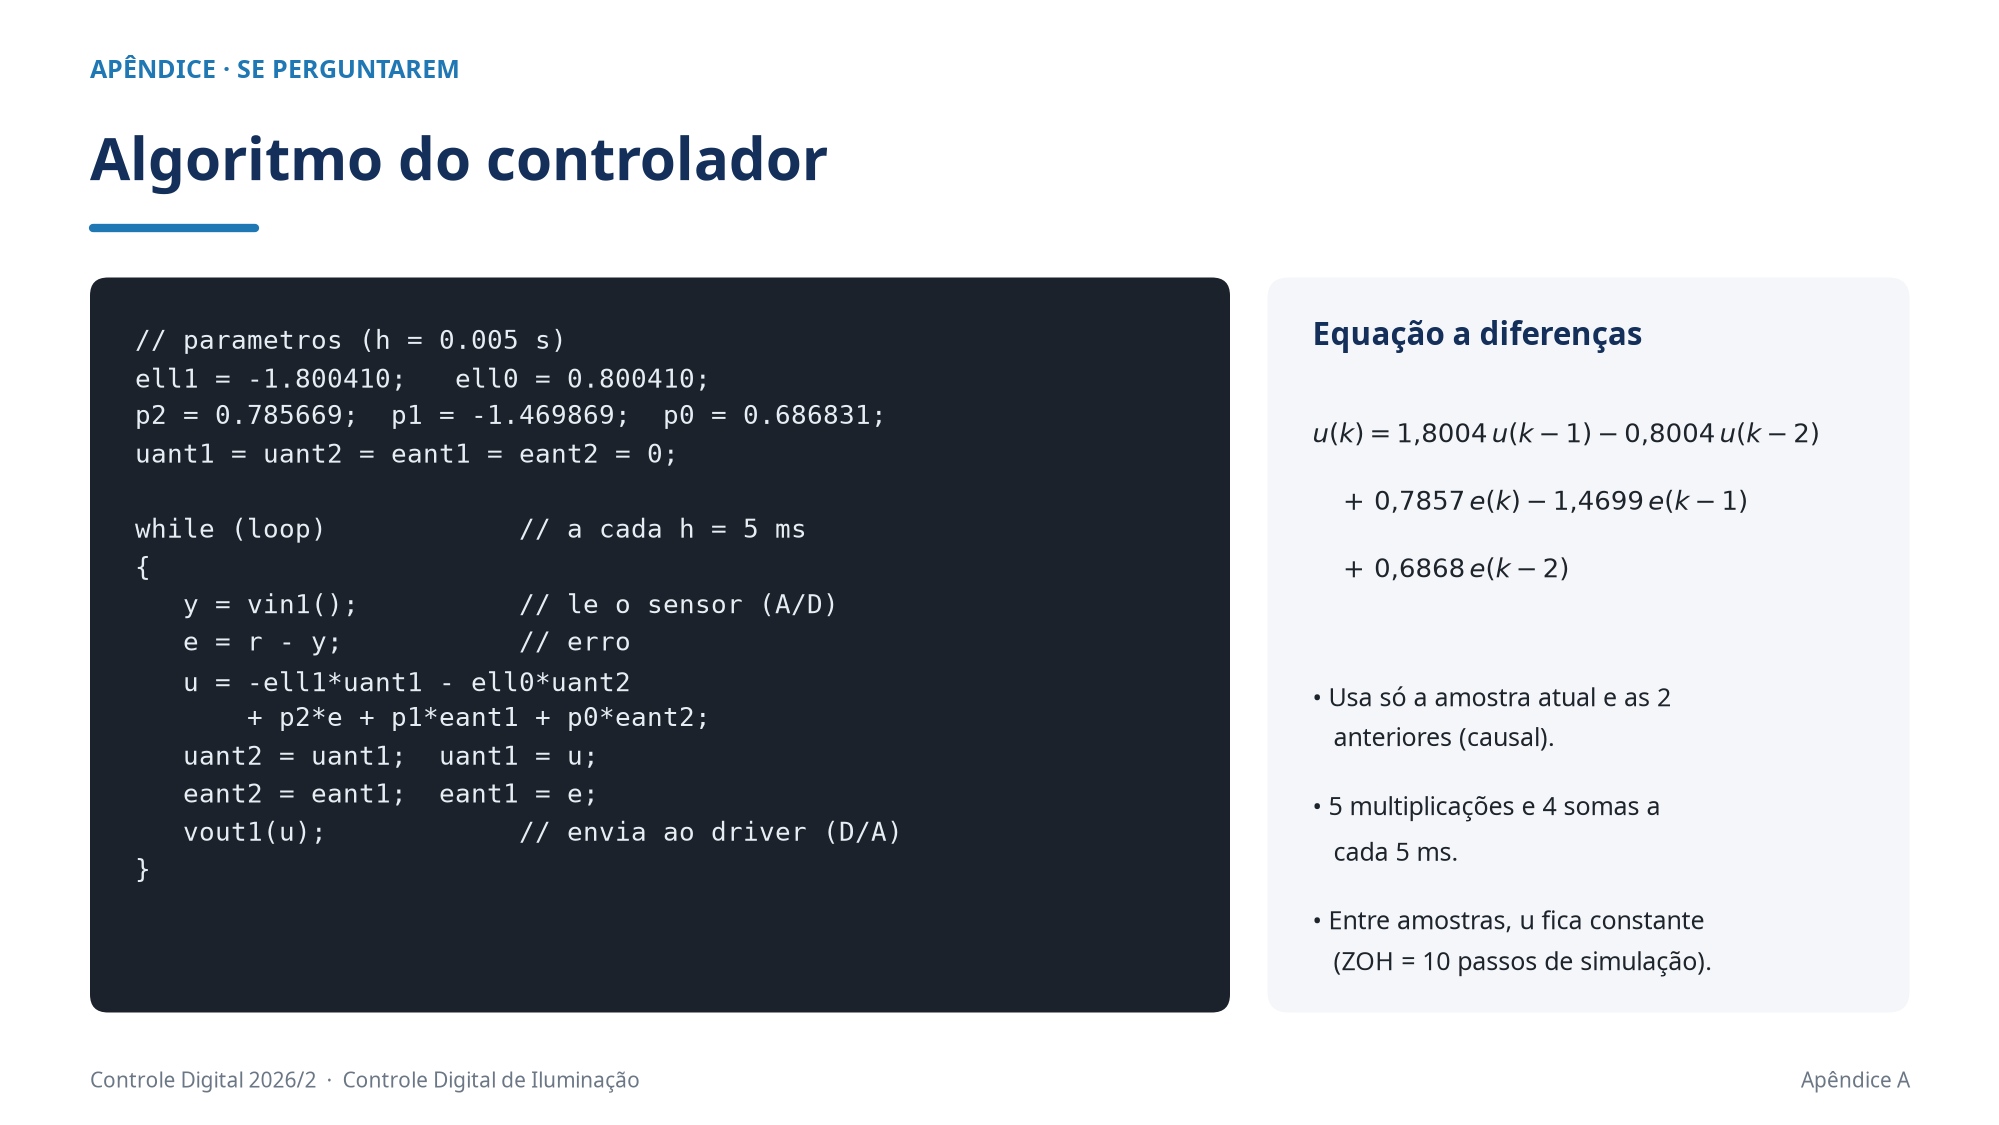 APÊNDICE · SE PERGUNTAREM
Algoritmo do controlador
// parametros (h = 0.005 s)
ell1 = -1.800410;   ell0 = 0.800410;
p2 = 0.785669;  p1 = -1.469869;  p0 = 0.686831;
uant1 = uant2 = eant1 = eant2 = 0;
while (loop)            // a cada h = 5 ms
{
   y = vin1();          // le o sensor (A/D)
   e = r - y;           // erro
   u = -ell1*uant1 - ell0*uant2
       + p2*e + p1*eant1 + p0*eant2;
   uant2 = uant1;  uant1 = u;
   eant2 = eant1;  eant1 = e;
   vout1(u);            // envia ao driver (D/A)
}
Equação a diferenças
u(k) = 1,8004 u(k − 1) − 0,8004 u(k − 2)
+ 0,7857 e(k) − 1,4699 e(k − 1)
+ 0,6868 e(k − 2)
• Usa só a amostra atual e as 2
anteriores (causal).
• 5 multiplicações e 4 somas a
cada 5 ms.
• Entre amostras, u fica constante
(ZOH = 10 passos de simulação).
Controle Digital 2026/2 · Controle Digital de Iluminação
Apêndice A